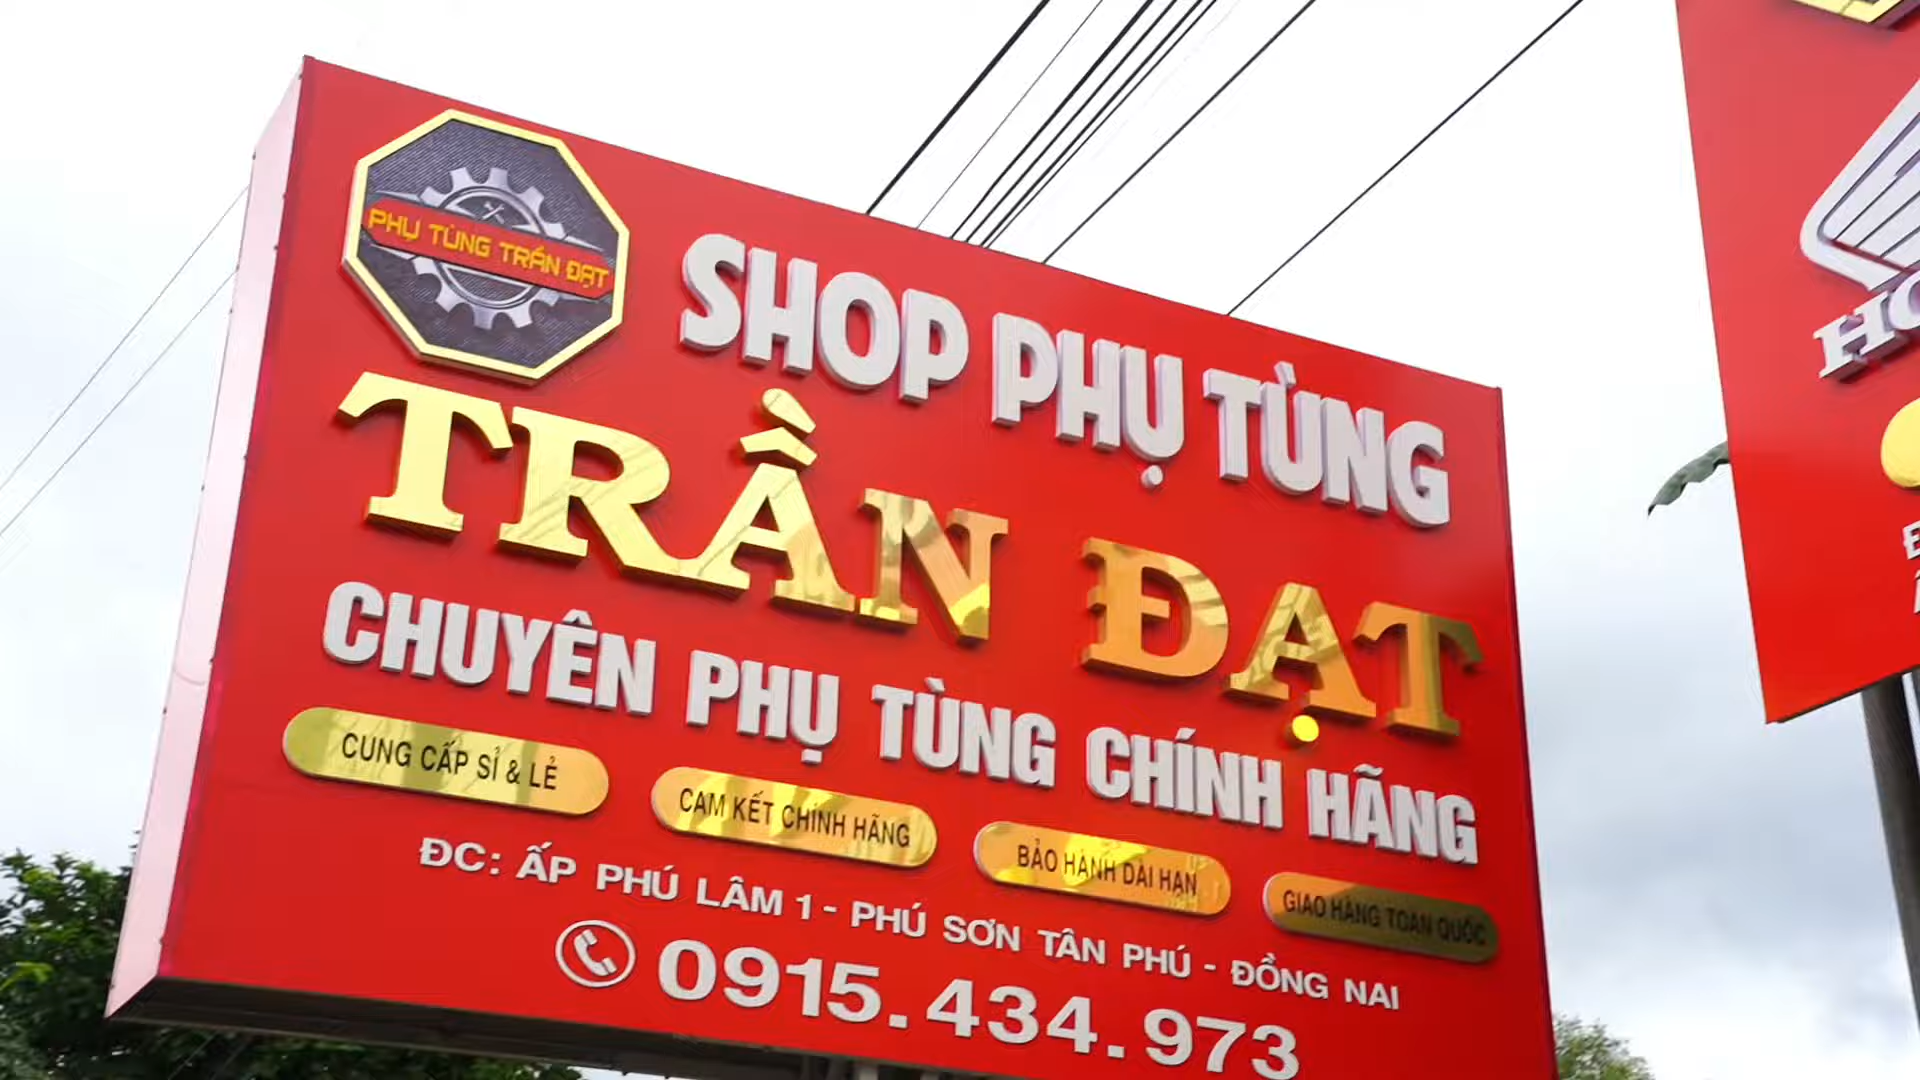 PHỤ TÙNG TRẦN ĐẠT
SHOP PHỤ TÙNG
TRẦN ĐẠT
CHUYÊN PHỤ TÙNG CHÍNH HÃNG
CUNG CẤP SỈ & LẺ
CAM KẾT CHÍNH HÃNG
BẢO HÀNH DÀI HẠN
GIAO HÀNG TOÀN QUỐC
ĐC: ẤP PHÚ LÂM 1 - PHÚ SƠN TÂN PHÚ - ĐỒNG NAI
0915.434.973